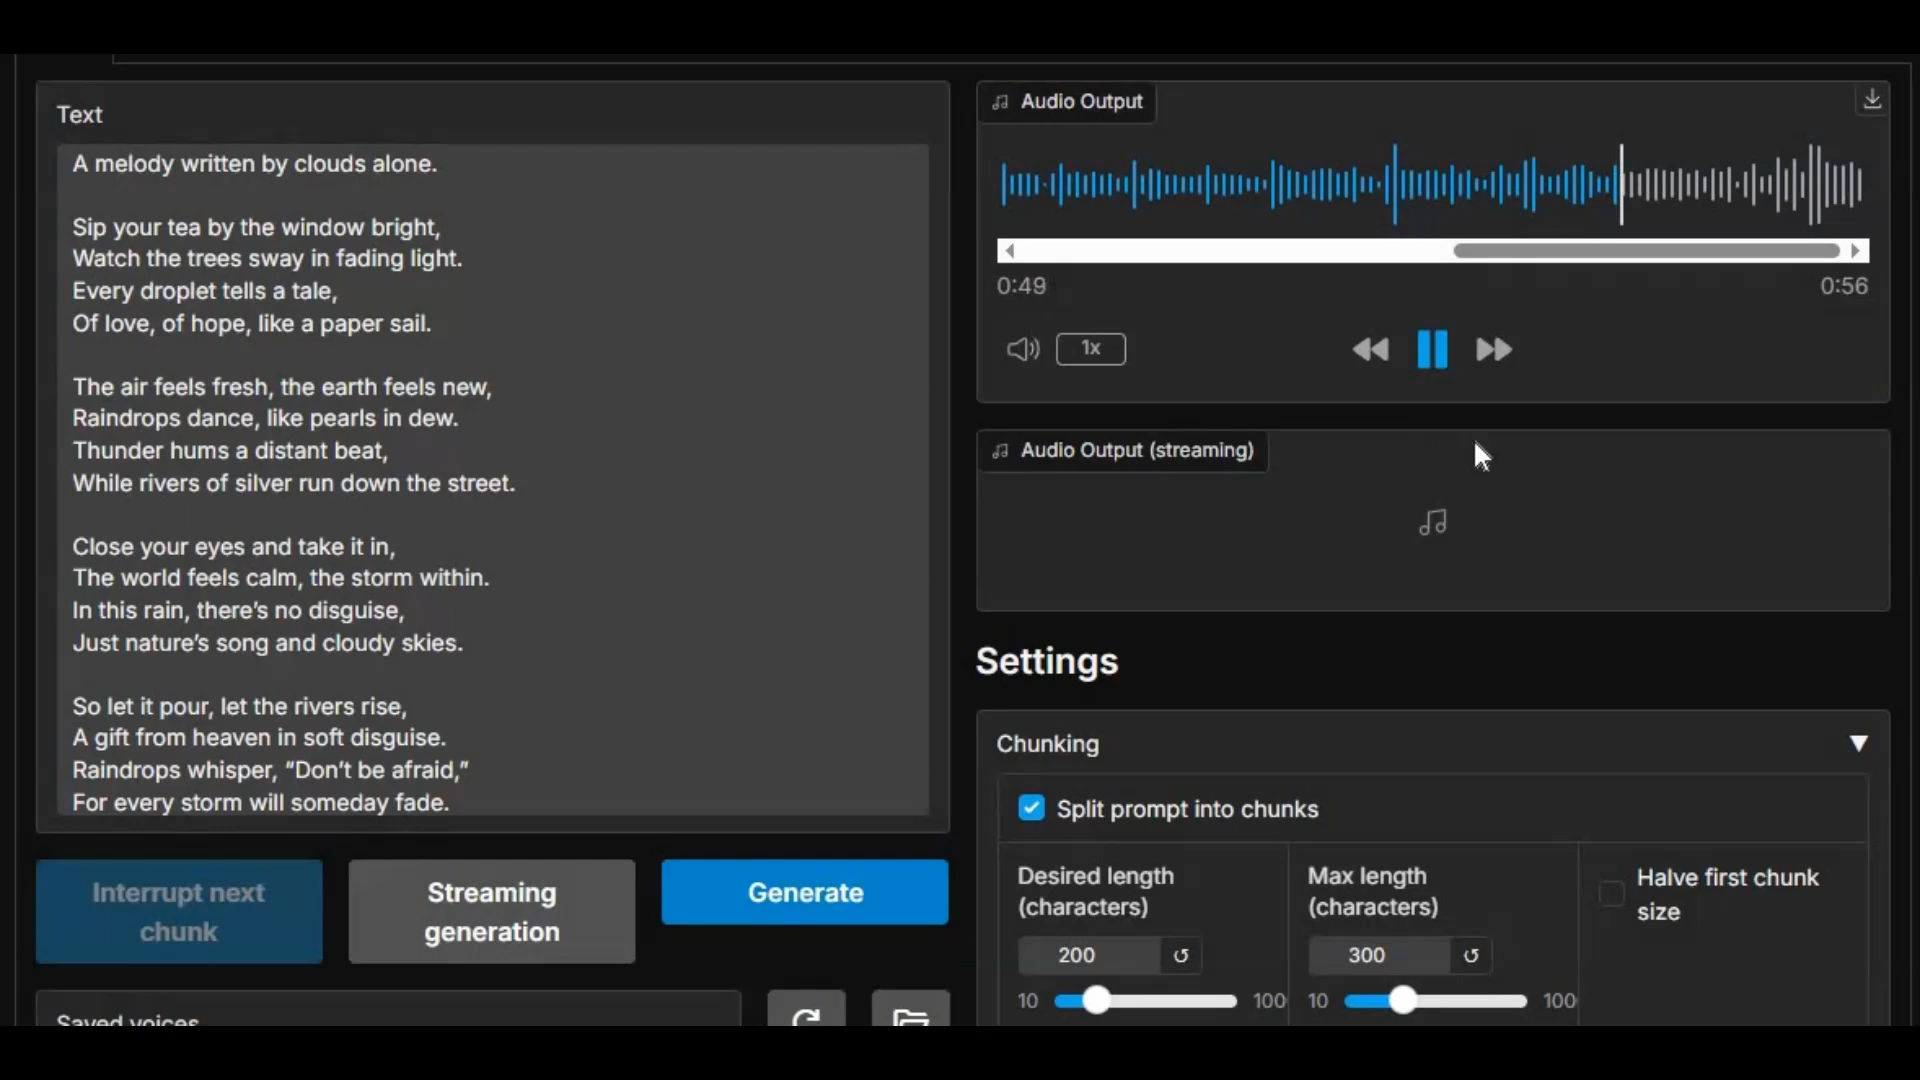 Text
A melody written by clouds alone.
Sip your tea by the window bright,
Watch the trees sway in fading light.
Every droplet tells a tale,
Of love, of hope, like a paper sail.
The air feels fresh, the earth feels new,
Raindrops dance, like pearls in dew.
Thunder hums a distant beat,
While rivers of silver run down the street.
Close your eyes and take it in,
The world feels calm, the storm within.
In this rain, there’s no disguise,
Just nature’s song and cloudy skies.
So let it pour, let the rivers rise,
A gift from heaven in soft disguise.
Raindrops whisper, “Don’t be afraid,”
For every storm will someday fade.
Interrupt next
chunk
Streaming
generation
Generate
Saved voices
Audio Output
0:49
0:56
1x
Audio Output (streaming)
Settings
Chunking
Split prompt into chunks
Desired length
(characters)
200
10
100
Max length
(characters)
300
10
100
Halve first chunk
size